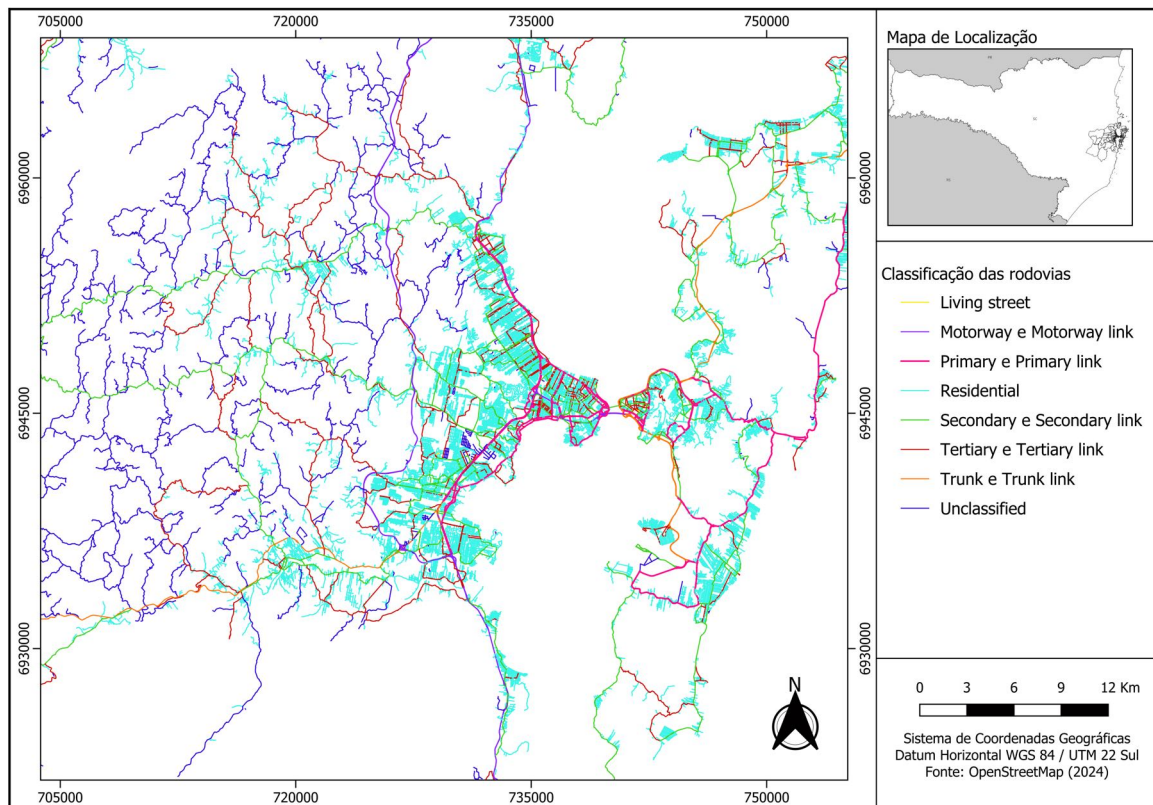 705000
720000
735000
750000
6960000
6960000
6945000
6945000
6930000
6930000
705000
720000
735000
750000
N
Mapa de Localização
Classificação das rodovias
Living street
Motorway e Motorway link
Primary e Primary link
Residential
Secondary e Secondary link
Tertiary e Tertiary link
Trunk e Trunk link
Unclassified
0 3 6 9 12 Km
Sistema de Coordenadas Geográficas
Datum Horizontal WGS 84 / UTM 22 Sul
Fonte: OpenStreetMap (2024)